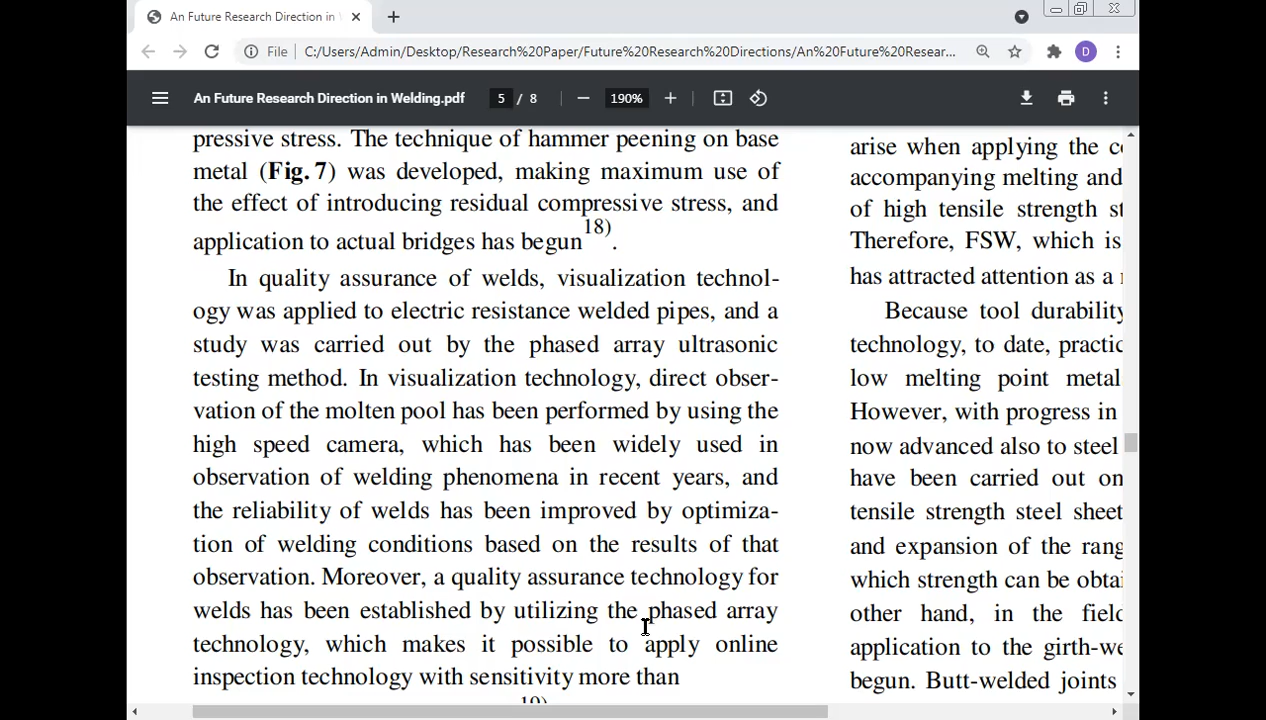 An Future Research Direction in
File C:/Users/Admin/Desktop/Research%20Paper/Future%20Research%20Directions/An%20Future%20Resear...
D
An Future Research Direction in Welding.pdf 5 / 8 190%
pressive stress. The technique of hammer peening on base
metal (Fig. 7) was developed, making maximum use of
the effect of introducing residual compressive stress, and
application to actual bridges has begun18).
In quality assurance of welds, visualization technol-
ogy was applied to electric resistance welded pipes, and a
study was carried out by the phased array ultrasonic
testing method. In visualization technology, direct obser-
vation of the molten pool has been performed by using the
high speed camera, which has been widely used in
observation of welding phenomena in recent years, and
the reliability of welds has been improved by optimiza-
tion of welding conditions based on the results of that
observation. Moreover, a quality assurance technology for
welds has been established by utilizing the phased array
technology, which makes it possible to apply online
inspection technology with sensitivity more than
arise when applying the
accompanying melting and
of high tensile strength
Therefore, FSW, which is
has attracted attention as a
Because tool durability
technology, to date,
low melting point
However, with progress in
now advanced also to steel
have been carried out
tensile strength steel sheet
and expansion of the
which strength can be
other hand, in the
application to the
begun. Butt-welded joints